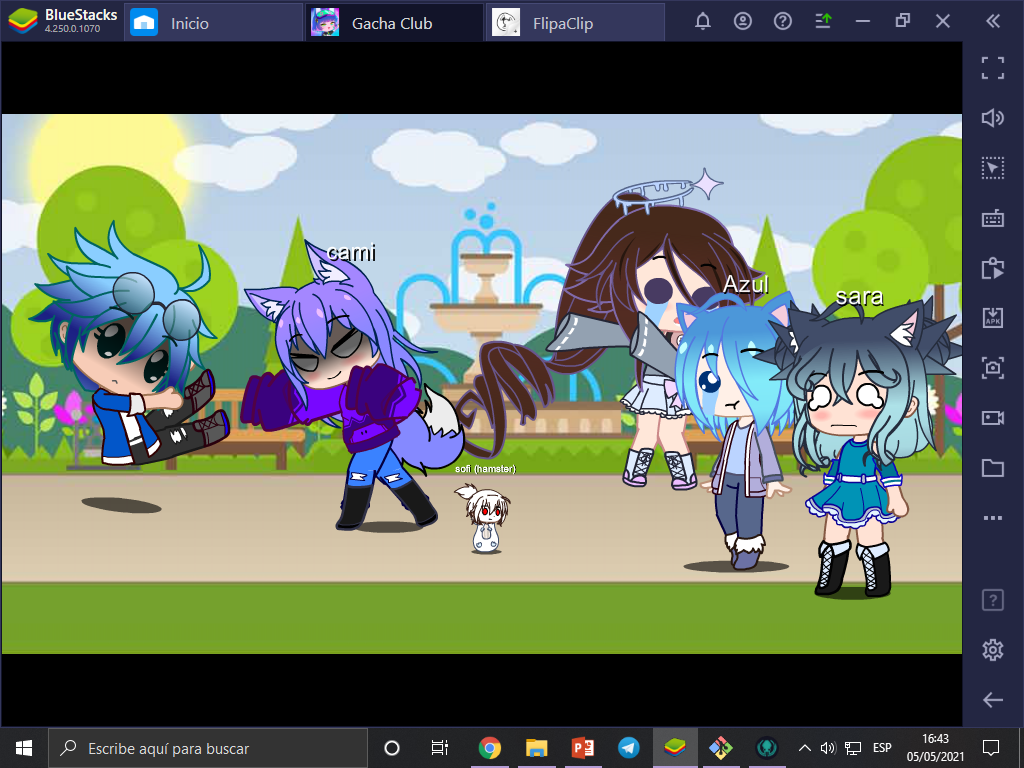 BlueStacks
4.250.0.1070
Inicio
Gacha Club
FlipaClip
cami
Azul
sara
sofi (hamster)
APK
Escribe aquí para buscar
ESP
16:43
05/05/2021